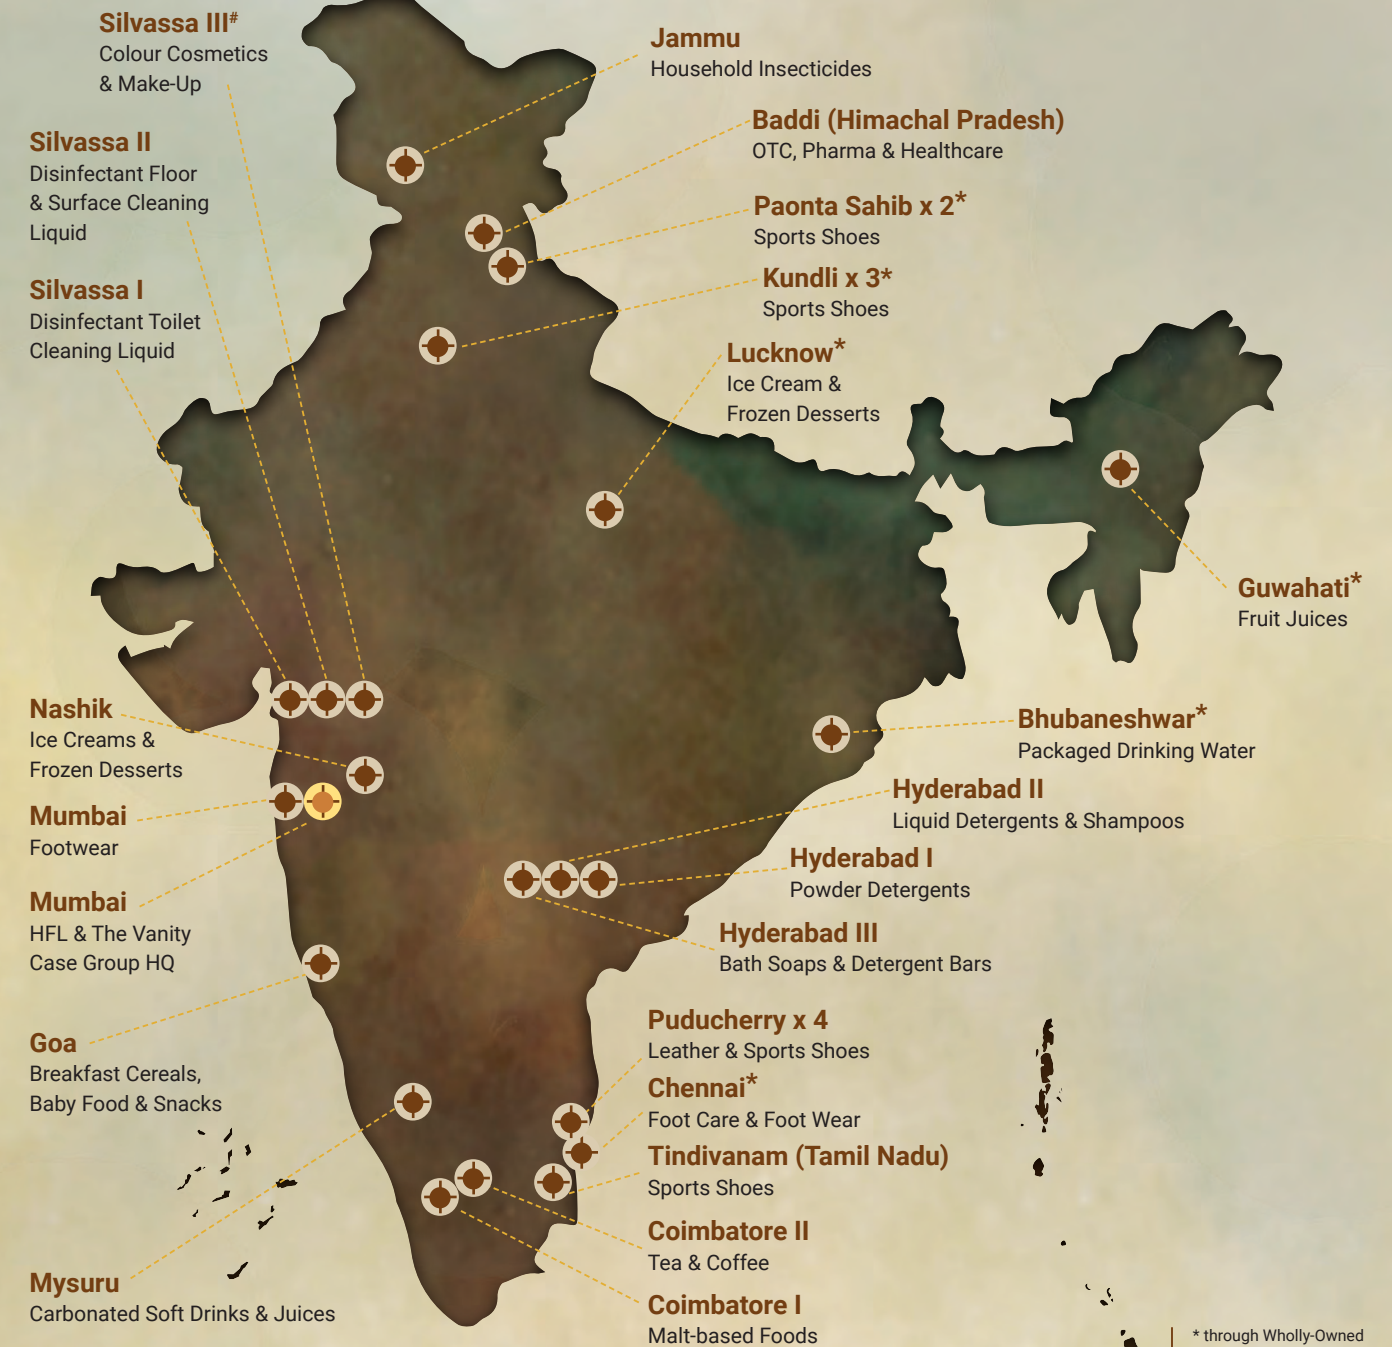 Silvassa III#
Colour Cosmetics
& Make-Up
Silvassa II
Disinfectant Floor
& Surface Cleaning
Liquid
Silvassa I
Disinfectant Toilet
Cleaning Liquid
Nashik
Ice Creams &
Frozen Desserts
Mumbai
Footwear
Mumbai
HFL & The Vanity
Case Group HQ
Goa
Breakfast Cereals,
Baby Food & Snacks
Mysuru
Carbonated Soft Drinks & Juices
Jammu
Household Insecticides
Baddi (Himachal Pradesh)
OTC, Pharma & Healthcare
Paonta Sahib x 2*
Sports Shoes
Kundli x 3*
Sports Shoes
Lucknow*
Ice Cream &
Frozen Desserts
Guwahati*
Fruit Juices
Bhubaneshwar*
Packaged Drinking Water
Hyderabad II
Liquid Detergents & Shampoos
Hyderabad I
Powder Detergents
Hyderabad III
Bath Soaps & Detergent Bars
Puducherry x 4
Leather & Sports Shoes
Chennai*
Foot Care & Foot Wear
Tindivanam (Tamil Nadu)
Sports Shoes
Coimbatore II
Tea & Coffee
Coimbatore I
Malt-based Foods
* through Wholly-Owned